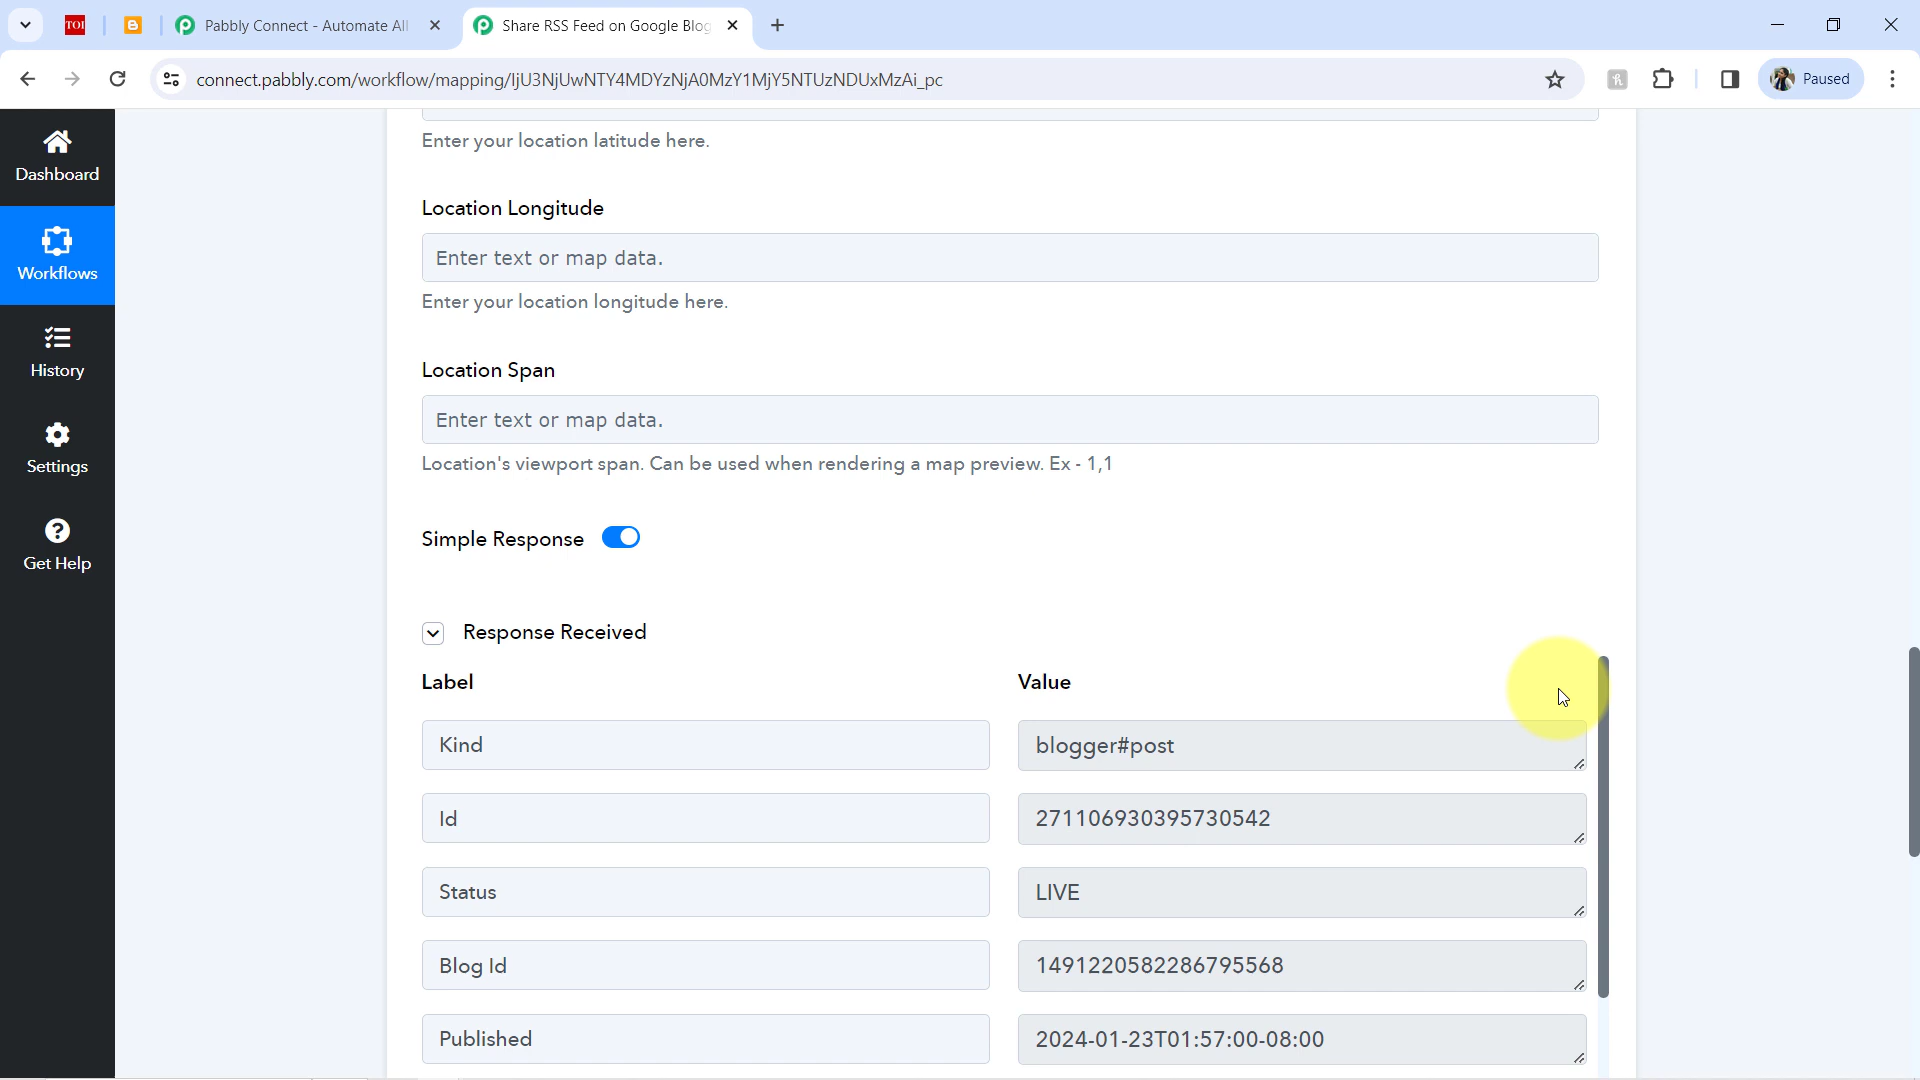 TOI
Pabbly Connect - Automate All
Share RSS Feed on Google Blog
connect.pabbly.com/workflow/mapping/IjU3NjUwNTY4MDYzNjA0MzY1MjY5NTUzNDUxMzAi_pc
Paused
Dashboard
Workflows
History
Settings
Get Help
Enter your location latitude here.
Location Longitude
Enter text or map data.
Enter your location longitude here.
Location Span
Enter text or map data.
Location's viewport span. Can be used when rendering a map preview. Ex - 1,1
Simple Response
Response Received
Label Value
Kind blogger#post
Id 271106930395730542
Status LIVE
Blog Id 1491220582286795568
Published 2024-01-23T01:57:00-08:00